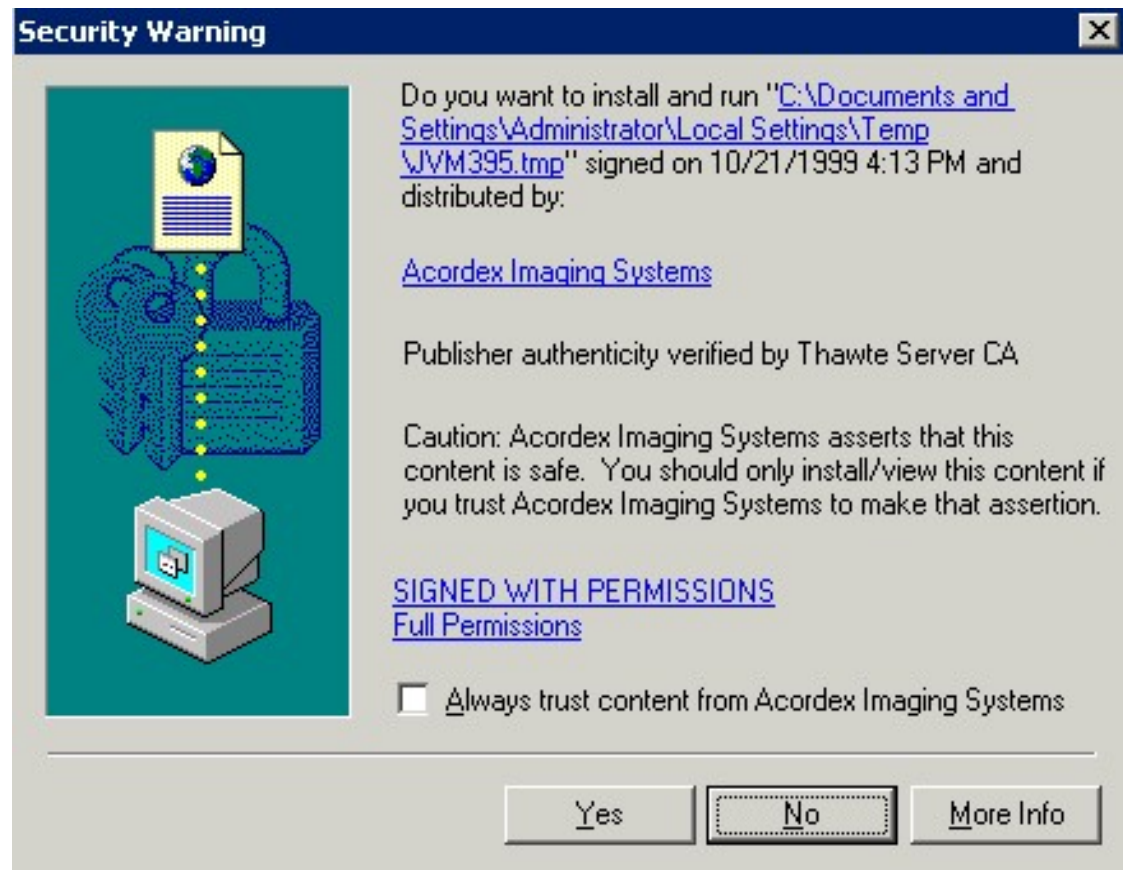 Security Warning
Do you want to install and run "C:\Documents and
Settings\Administrator\Local Settings\Temp
\JVM395.tmp" signed on 10/21/1999 4:13 PM and
distributed by:
Acordex Imaging Systems
Publisher authenticity verified by Thawte Server CA
Caution: Acordex Imaging Systems asserts that this
content is safe.  You should only install/view this content if
you trust Acordex Imaging Systems to make that assertion.
SIGNED WITH PERMISSIONS
Full Permissions
Always trust content from Acordex Imaging Systems
Yes No More Info